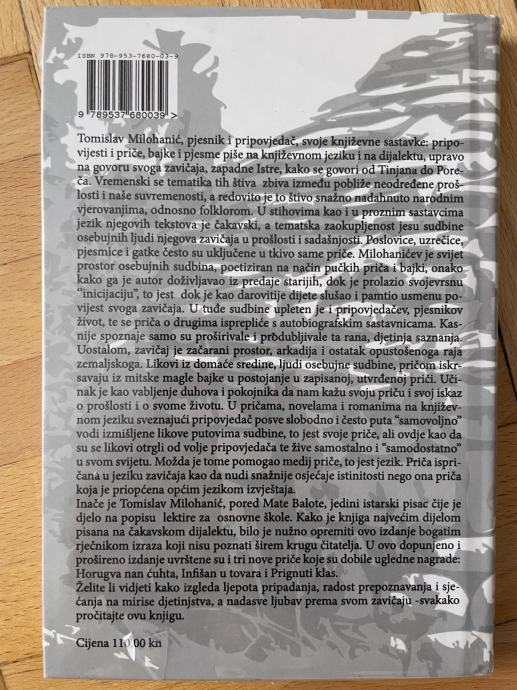 ISBN 978-953-7680-03-9
9 789537 680039 >
Tomislav Milohanić, pjesnik i pripovjedač, svoje književne sastavke: pripo-
vijesti i priče, bajke i pjesme piše na književnom jeziku i na dijalektu, upravo
na govoru svoga zavičaja, zapadne Istre, kako se govori od Tinjana do Pore-
ča. Vremenski se tematika tih štiva zbiva između pobliže neodređene proš-
losti i naše suvremenosti, a redovito je to štivo snažno nadahnuto narodnim
vjerovanjima, odnosno folklorom. U stihovima kao i u proznim sastavcima
jezik njegovih tekstova je čakavski, a tematska zaokupljenost jesu sudbine
osebujnih ljudi njegova zavičaja u prošlosti i sadašnjosti. Poslovice, uzrečice,
pjesmice i gatke često su uključene u tkivo same priče. Milohanićev je svijet
prostor osebujnih sudbina, poetiziran na način pučkih priča i bajki, onako
kako ga je autor doživljavao iz predaje starijih, dok je prolazio svojevrsnu
"inicijaciju", to jest dok je kao darovitije dijete slušao i pamtio usmenu po-
vijest svoga zavičaja. U tuđe sudbine upleten je i pripovjedačev, pjesnikov
život, te se priča o drugima isprepliće s autobiografskim sastavnicama. Kas-
nije spoznaje samo su proširivale i produbljivale ta rana, djetinja saznanja.
Uostalom, zavičaj je začarani prostor, arkadija i ostatak opustošenoga raja
zemaljskoga. Likovi iz domaće sredine, ljudi osebujne sudbine, pričom iskr-
savaju iz mitske magle bajke u postojanje u zapisanoj, utvrđenoj priči. Uči-
nak je kao vabljenje duhova i pokojnika da nam kažu svoju priču i svoj iskaz
o prošlosti i o svome životu. U pričama, novelama i romanima na književ-
nom jeziku sveznajući pripovjedač posve slobodno i često puta "samovoljno"
vodi izmišljene likove putovima sudbine, to jest svoje priče, ali ovdje kao da
su se likovi otrgli od volje pripovjedača te žive samostalno i "samodostatno"
u svom svijetu. Možda je tome pomogao medij priče, to jest jezik. Priča ispri-
čana u jeziku zavičaja kao da nudi snažnije osjećaje istinitosti nego ona priča
koja je priopćena općim jezikom izvještaja.
Inače je Tomislav Milohanić, pored Mate Balote, jedini istarski pisac čije je
djelo na popisu lektire za osnovne škole. Kako je knjiga najvećim dijelom
pisana na čakavskom dijalektu, bilo je nužno opremiti ovo izdanje bogatim
rječnikom izraza koji nisu poznati širem krugu čitatelja. U ovo dopunjeno i
prošireno izdanje uvrštene su i tri nove priče koje su dobile ugledne nagrade:
Horugva nan ćuhta, Infišan u tovara i Prignuti klas.
Želite li vidjeti kako izgleda ljepota pripadanja, radost prepoznavanja i sje-
ćanja na mirise djetinjstva, a nadasve ljubav prema svom zavičaju -svakako
pročitajte ovu knjigu.
Cijena 110 00 kn